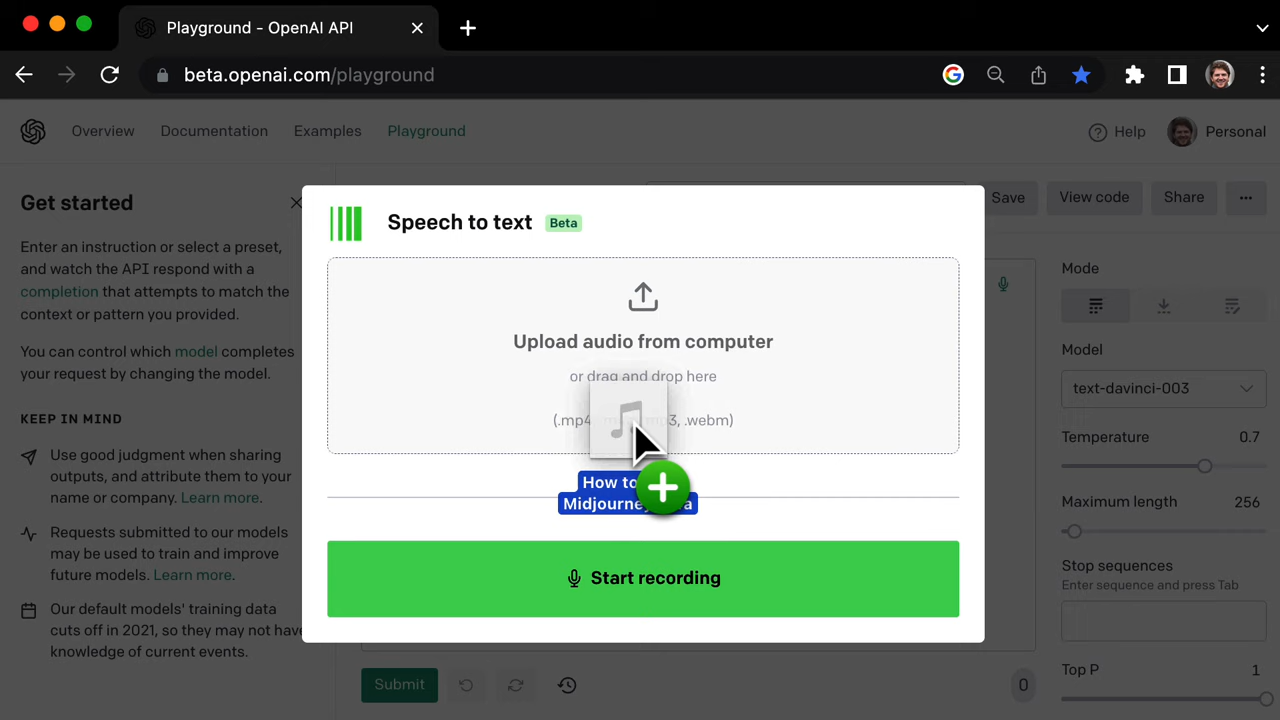 Playground - OpenAI API
beta.openai.com/playground
Overview
Documentation
Examples
Playground
Help
Personal
Get started
Save
View code
Share
Enter an instruction or select a preset,
and watch the API respond with a
completion that attempts to match the
context or pattern you provided.
You can control which model completes
your request by changing the model.
KEEP IN MIND
Use good judgment when sharing
outputs, and attribute them to your
name or company. Learn more.
Requests submitted to our models
may be used to train and improve
future models. Learn more.
Our default models' training data
cuts off in 2021, so they may not have
knowledge of current events.
Speech to text
Beta
Upload audio from computer
or drag and drop here
(.mp4, .webm)
How to
Start recording
Submit
0
Mode
Model
text-davinci-003
Temperature
0.7
Maximum length
256
Stop sequences
Enter sequence and press Tab
Top P
1